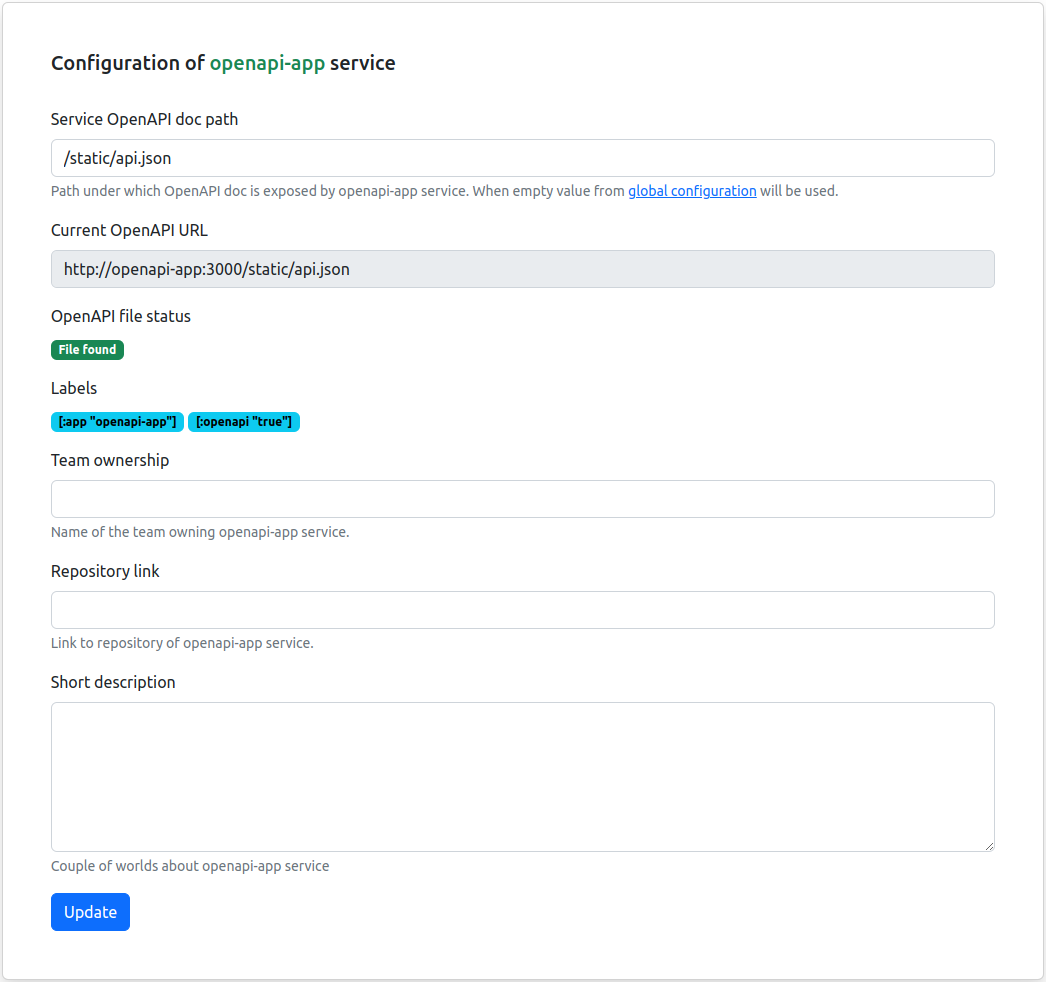 Configuration of openapi-app service
Service OpenAPI doc path
/static/api.json
Path under which OpenAPI doc is exposed by openapi-app service. When empty value from global configuration will be used.
Current OpenAPI URL
http://openapi-app:3000/static/api.json
OpenAPI file status
File found
Labels
[:app "openapi-app"] [:openapi "true"]
Team ownership
Name of the team owning openapi-app service.
Repository link
Link to repository of openapi-app service.
Short description
Couple of worlds about openapi-app service
Update